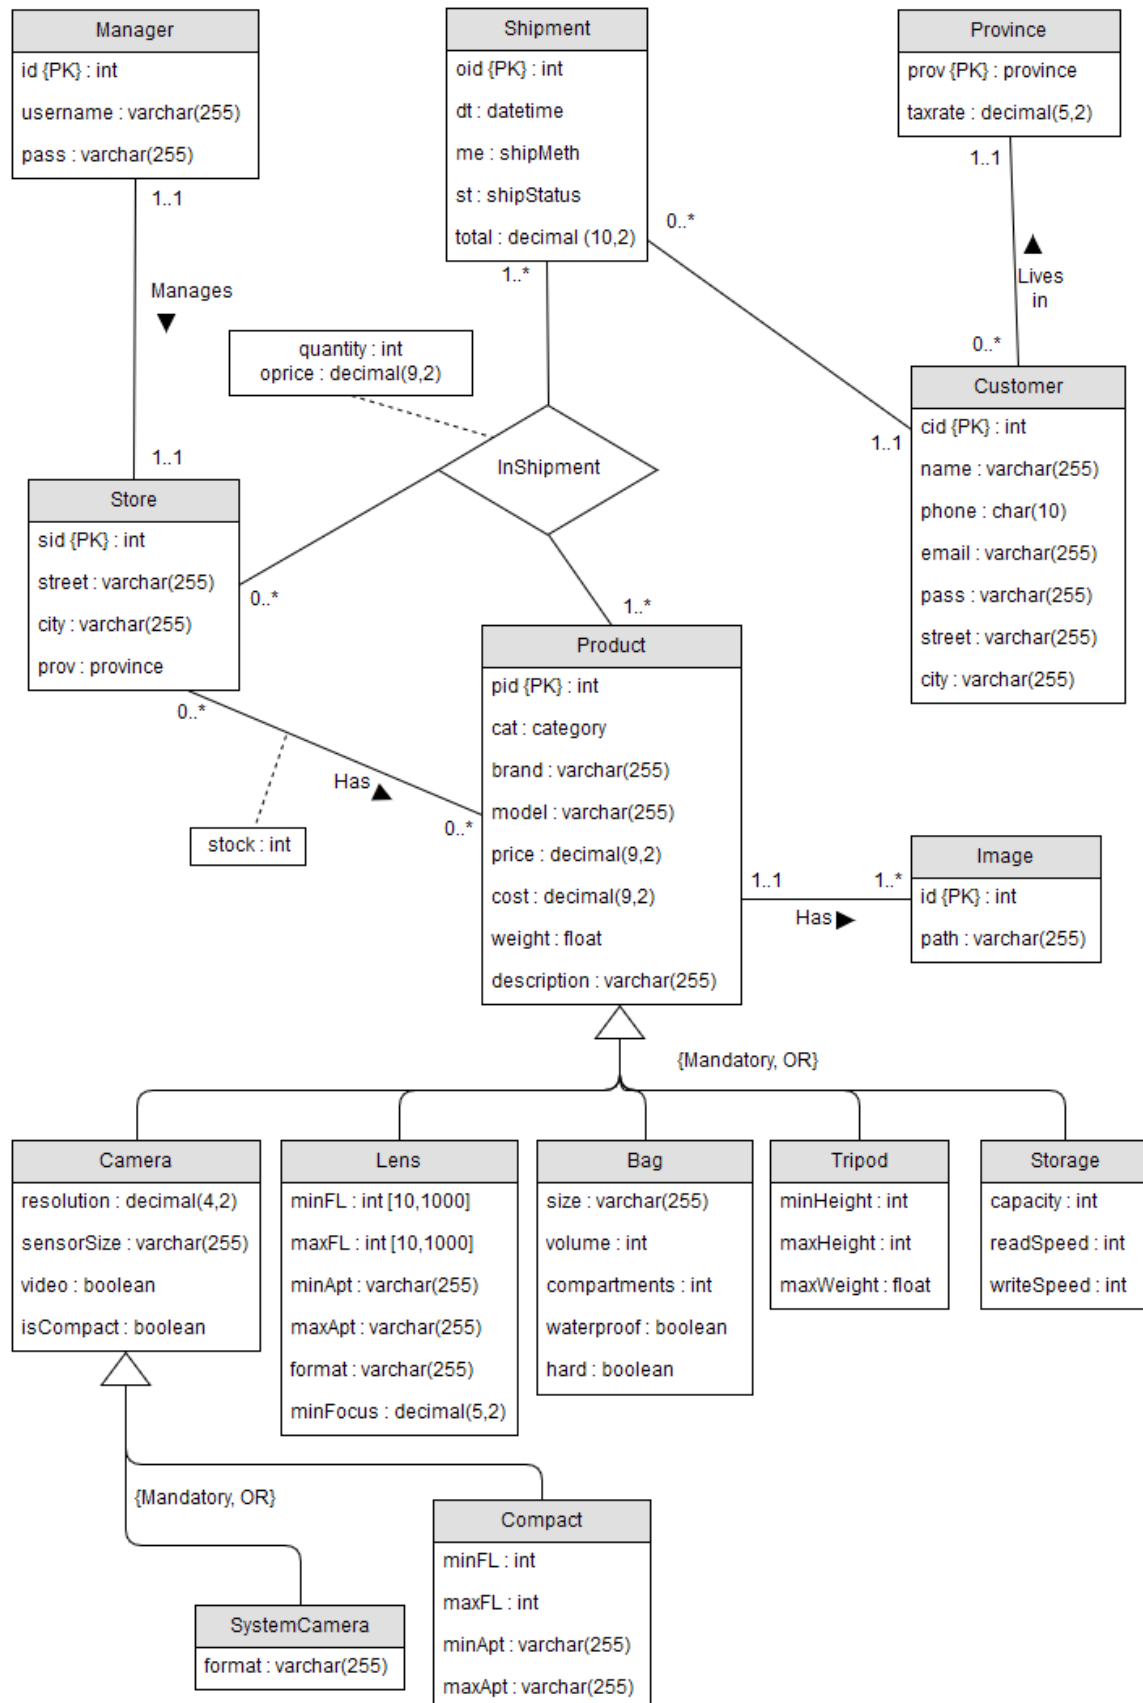 Manager
id {PK} : int
username : varchar(255)
pass : varchar(255)
Shipment
oid {PK} : int
dt : datetime
me : shipMeth
st : shipStatus
total : decimal (10,2)
Province
prov {PK} : province
taxrate : decimal(5,2)
1..1
1..1
0..*
1..*
Manages
Lives
in
quantity : int
oprice : decimal(9,2)
0..*
Customer
cid {PK} : int
name : varchar(255)
phone : char(10)
email : varchar(255)
pass : varchar(255)
street : varchar(255)
city : varchar(255)
1..1
1..1
InShipment
Store
sid {PK} : int
street : varchar(255)
city : varchar(255)
prov : province
0..*
1..*
Product
pid {PK} : int
cat : category
brand : varchar(255)
model : varchar(255)
price : decimal(9,2)
cost : decimal(9,2)
weight : float
description : varchar(255)
0..*
Has
0..*
stock : int
1..1
1..*
Has
Image
id {PK} : int
path : varchar(255)
{Mandatory, OR}
Camera
resolution : decimal(4,2)
sensorSize : varchar(255)
video : boolean
isCompact : boolean
Lens
minFL : int [10,1000]
maxFL : int [10,1000]
minApt : varchar(255)
maxApt : varchar(255)
format : varchar(255)
minFocus : decimal(5,2)
Bag
size : varchar(255)
volume : int
compartments : int
waterproof : boolean
hard : boolean
Tripod
minHeight : int
maxHeight : int
maxWeight : float
Storage
capacity : int
readSpeed : int
writeSpeed : int
{Mandatory, OR}
Compact
minFL : int
maxFL : int
minApt : varchar(255)
maxApt : varchar(255)
SystemCamera
format : varchar(255)